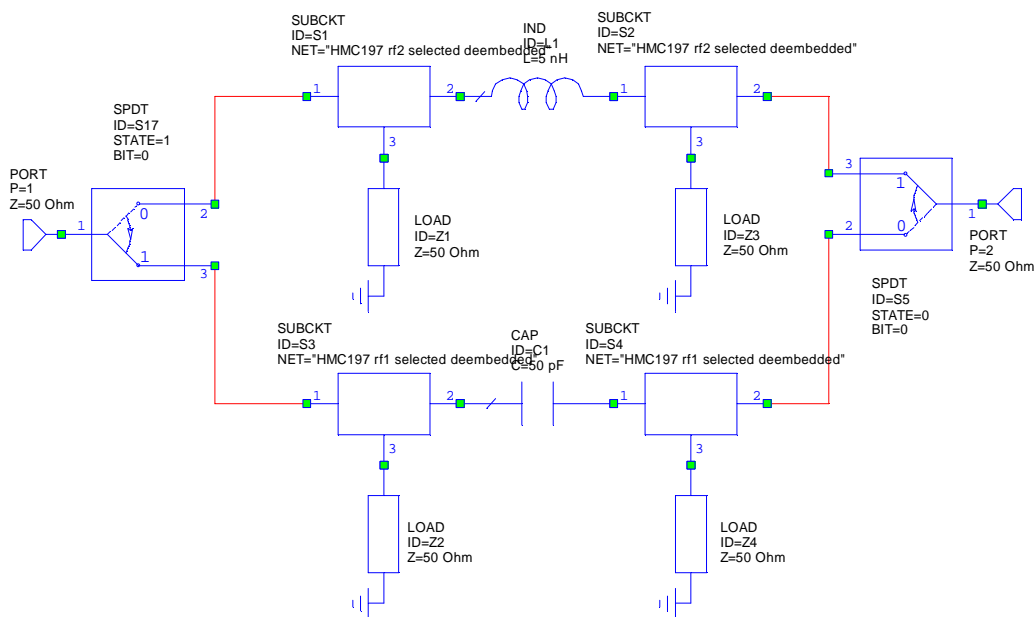 SUBCKT
ID=S1
NET="HMC197 rf2 selected deembedded"
IND
ID=L1
L=5 nH
SUBCKT
ID=S2
NET="HMC197 rf2 selected deembedded"
1
2
3
1
2
3
SPDT
ID=S17
STATE=1
BIT=0
PORT
P=1
Z=50 Ohm
1
0
1
2
3
LOAD
ID=Z1
Z=50 Ohm
LOAD
ID=Z3
Z=50 Ohm
3
2
1
0
1
PORT
P=2
Z=50 Ohm
SPDT
ID=S5
STATE=0
BIT=0
SUBCKT
ID=S3
NET="HMC197 rf1 selected deembedded"
CAP
ID=C1
C=50 pF
SUBCKT
ID=S4
NET="HMC197 rf1 selected deembedded"
1
2
3
1
2
3
LOAD
ID=Z2
Z=50 Ohm
LOAD
ID=Z4
Z=50 Ohm